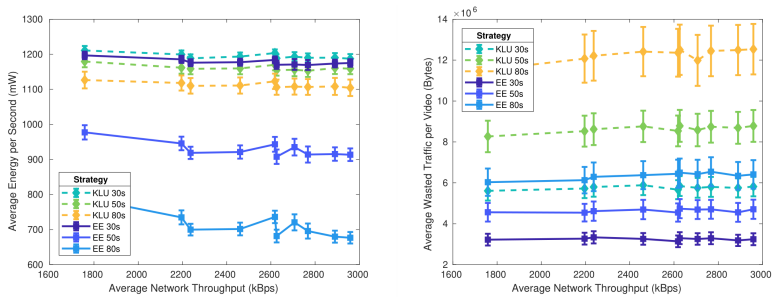 1300
1200
1100
1000
900
800
700
600
1600
1800
2000
2200
2400
2600
2800
3000
Average Energy per Second (mW)
Average Network Throughput (kBps)
Strategy
KLU 30s
KLU 50s
KLU 80s
EE 30s
EE 50s
EE 80s
× 10⁶
14
12
10
8
6
4
2
1600
1800
2000
2200
2400
2600
2800
3000
Average Wasted Traffic per Video (Bytes)
Average Network Throughput (kBps)
Strategy
KLU 30s
KLU 50s
KLU 80s
EE 30s
EE 50s
EE 80s